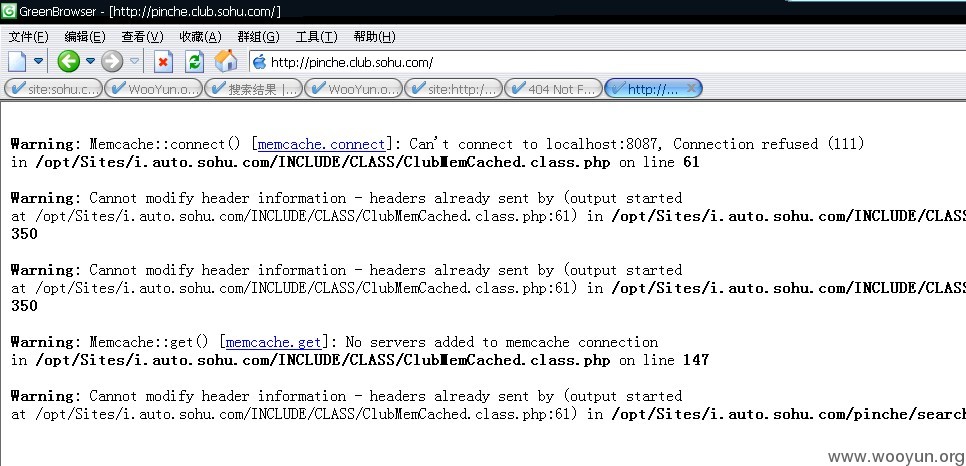 GreenBrowser - [http://pinche.club.sohu.com/]
文件(F) 编辑(E) 查看(V) 收藏(A) 群组(G) 工具(T) 帮助(H)
http://pinche.club.sohu.com/
site:sohu.c... WooYun.o... 搜索结果 |... WooYun.o... site:http:/... 404 Not F... http://...
Warning: Memcache::connect() [memcache.connect]: Can't connect to localhost:8087, Connection refused (111)
in /opt/Sites/i.auto.sohu.com/INCLUDE/CLASS/ClubMemCached.class.php on line 61
Warning: Cannot modify header information - headers already sent by (output started
at /opt/Sites/i.auto.sohu.com/INCLUDE/CLASS/ClubMemCached.class.php:61) in /opt/Sites/i.auto.sohu.com/INCLUDE/CLAS
350
Warning: Cannot modify header information - headers already sent by (output started
at /opt/Sites/i.auto.sohu.com/INCLUDE/CLASS/ClubMemCached.class.php:61) in /opt/Sites/i.auto.sohu.com/INCLUDE/CLAS
350
Warning: Memcache::get() [memcache.get]: No servers added to memcache connection
in /opt/Sites/i.auto.sohu.com/INCLUDE/CLASS/ClubMemCached.class.php on line 147
Warning: Cannot modify header information - headers already sent by (output started
at /opt/Sites/i.auto.sohu.com/INCLUDE/CLASS/ClubMemCached.class.php:61) in /opt/Sites/i.auto.sohu.com/pinche/search
www.wooyun.org